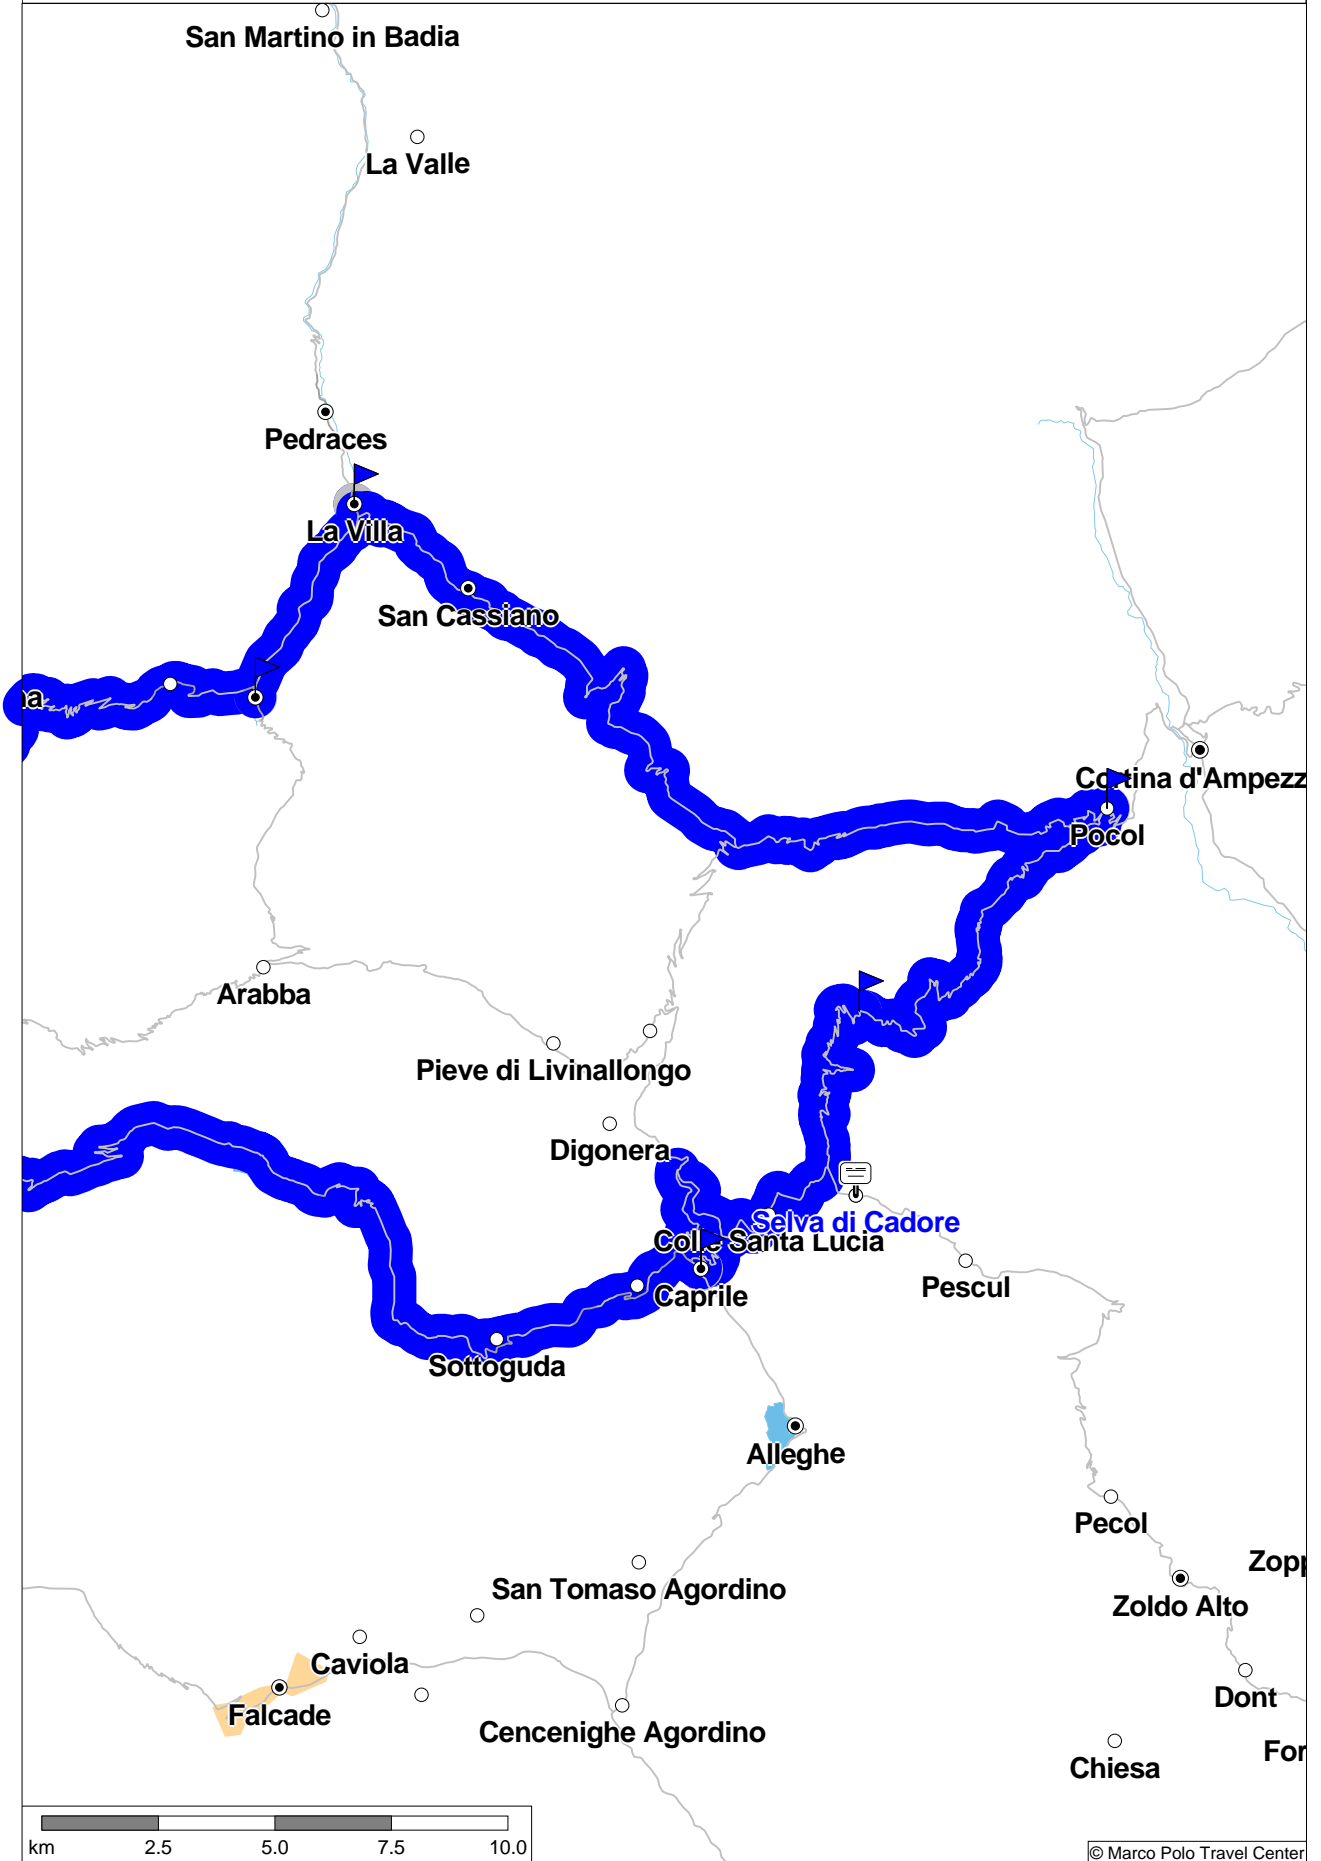 San Martino in Badia
La Valle
Pedraces
La Villa
San Cassiano
na
Cortina d'Ampezz
Pocol
Arabba
Pieve di Livinallongo
Digonera
Selva di Cadore
Colle Santa Lucia
Caprile
Pescul
Sottoguda
Alleghe
Pecol
Zopp
San Tomaso Agordino
Zoldo Alto
Caviola
Dont
Falcade
Cencenighe Agordino
For
Chiesa
km 2.5 5.0 7.5 10.0
© Marco Polo Travel Center